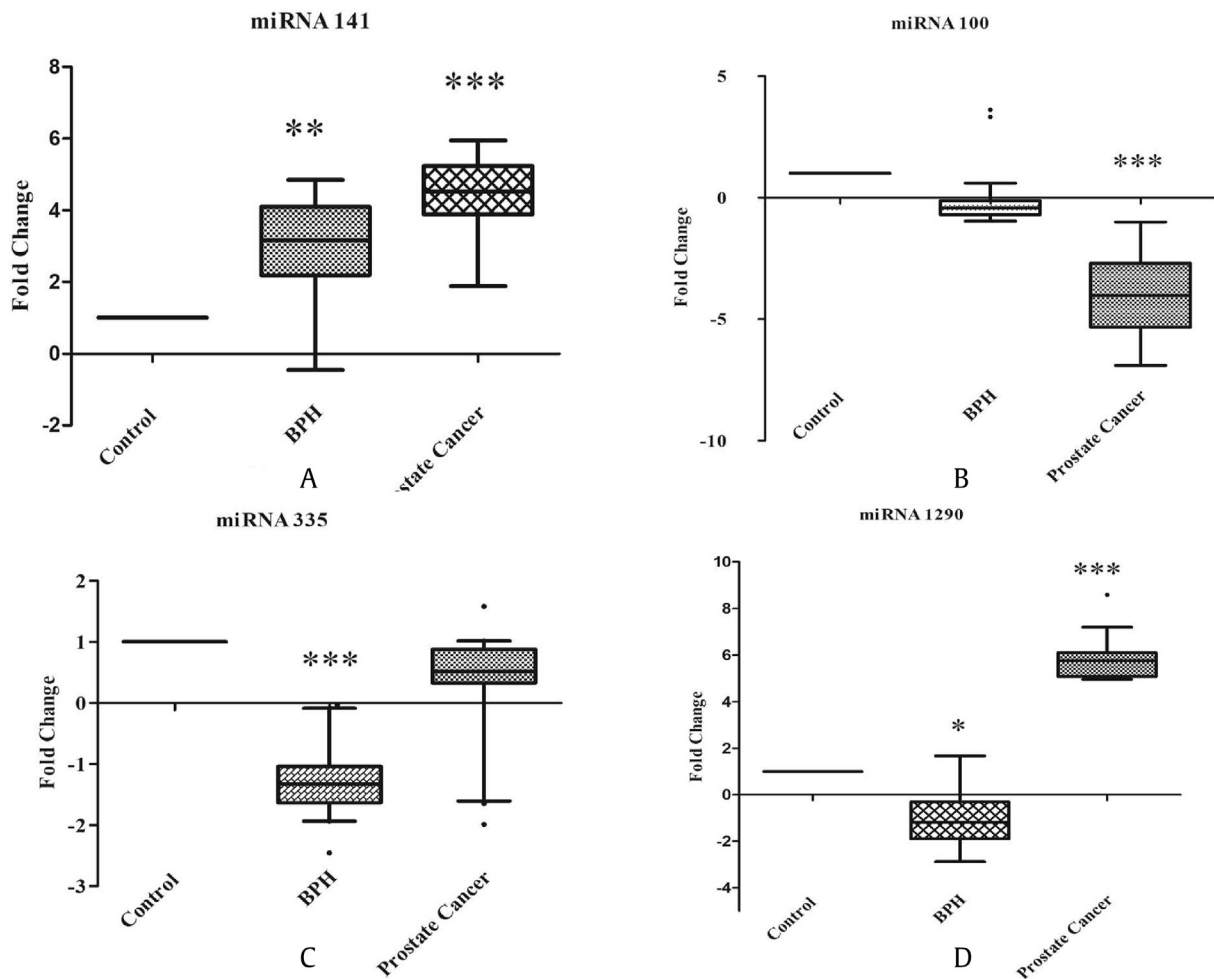 miRNA 141
8
6
4
2
0
-2
Fold Change
**
***
Control
BPH
state Cancer
A
miRNA 100
5
0
-5
-10
Fold Change
***
Control
BPH
Prostate Cancer
B
miRNA 335
2
1
0
-1
-2
-3
Fold Change
***
Control
BPH
Prostate Cancer
C
miRNA 1290
10
8
6
4
2
0
-2
-4
Fold Change
*
***
Control
BPH
Prostate Cancer
D